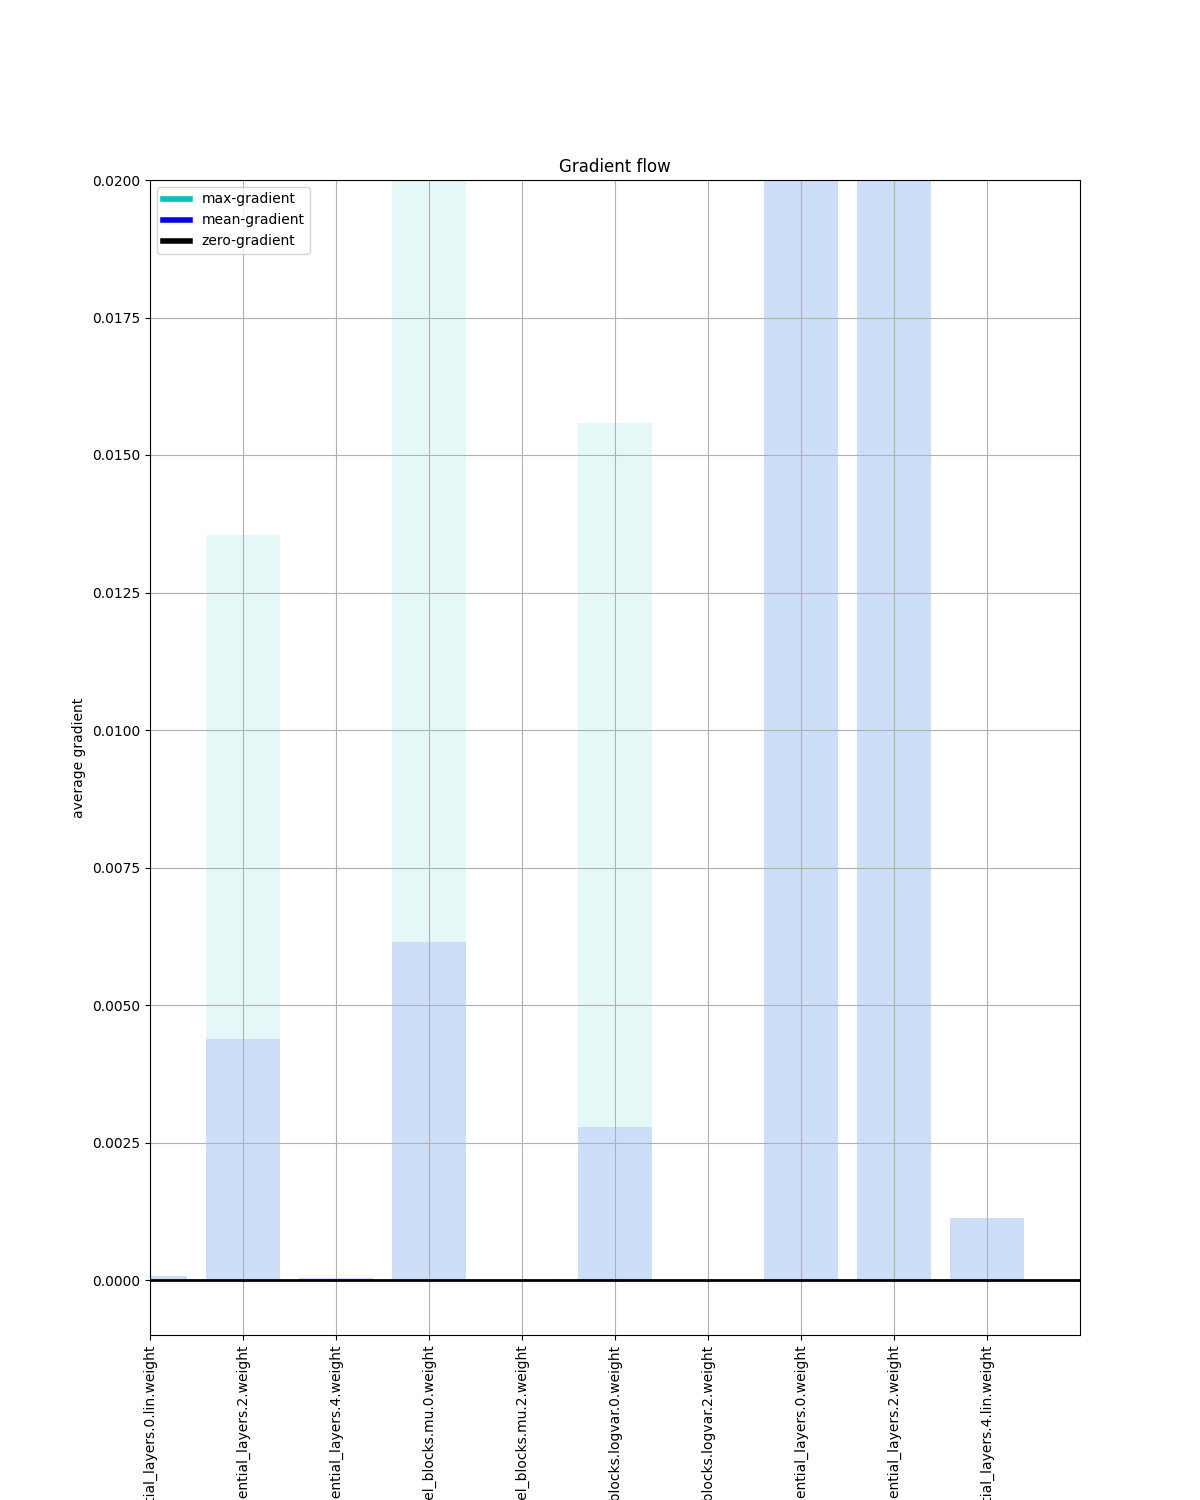 Gradient flow
max-gradient
mean-gradient
zero-gradient
0.0200
0.0175
0.0150
0.0125
0.0100
0.0075
0.0050
0.0025
0.0000
average gradient
tial_layers.0.lin.weight
ential_layers.2.weight
ential_layers.4.weight
el_blocks.mu.0.weight
el_blocks.mu.2.weight
blocks.logvar.0.weight
blocks.logvar.2.weight
ential_layers.0.weight
ential_layers.2.weight
tial_layers.4.lin.weight